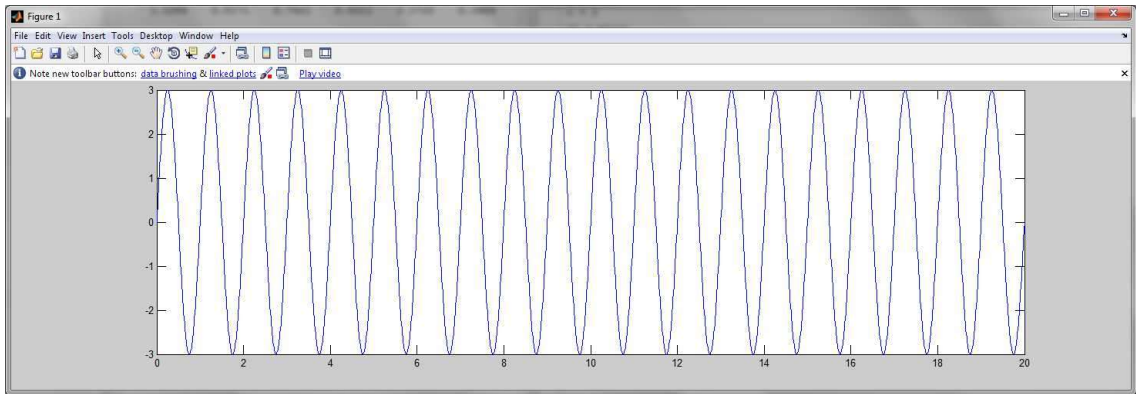 Figure 1
File Edit View Insert Tools Desktop Window Help
Note new toolbar buttons: data brushing & linked plots Play video
3
2
1
0
-1
-2
-3
0 2 4 6 8 10 12 14 16 18 20